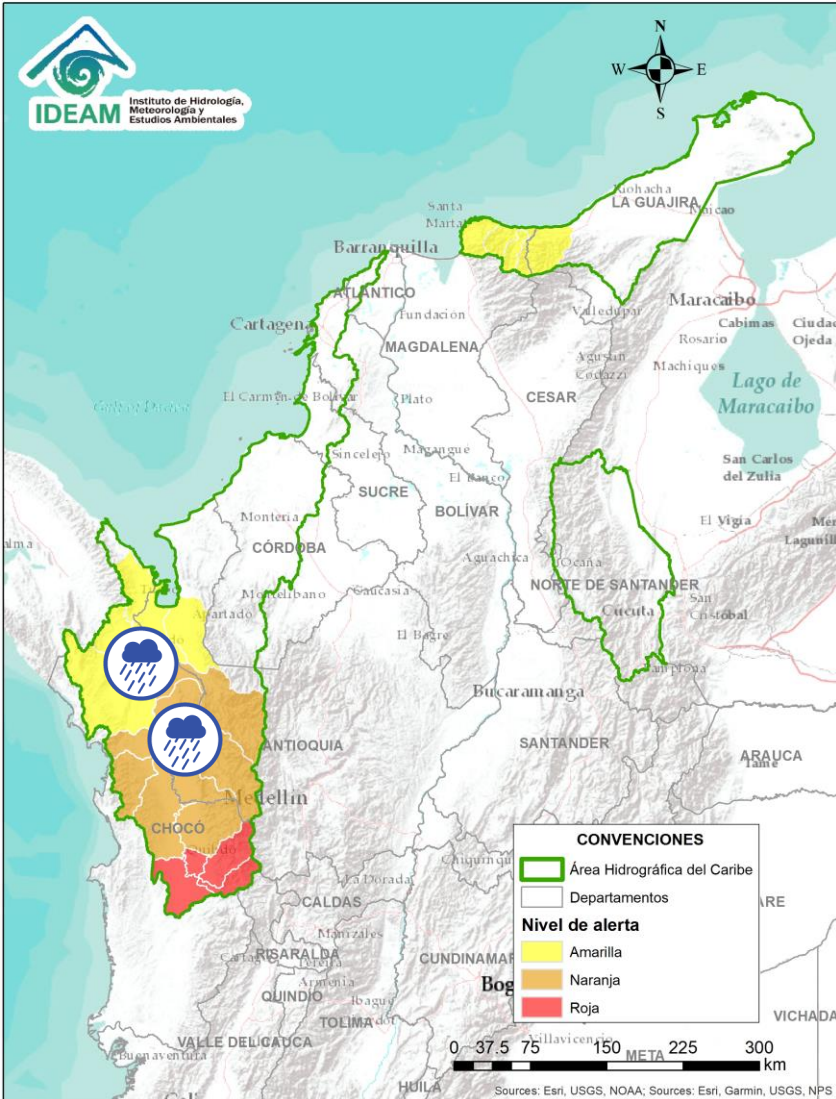 IDEAM
Instituto de Hidrología,
Meteorología y
Estudios Ambientales
N
W
E
S
Riohacha
LA GUAJIRA
Maicao
Santa
Marta
Barranquilla
ATLÁNTICO
Maracaibo
Cabimas
Ciudad
Ojeda
Cartagena
Fundación
Valledupar
Rosario
MAGDALENA
Agustín
Codazzi
Machiques
Lago de
Maracaibo
El Carmen de Bolívar
Plato
CESAR
Sincelejo
Magangué
San Carlos
del Zulia
SUCRE
El Banco
Montería
BOLÍVAR
El Vigía
CÓRDOBA
Aguachica
Ocaña
Montelíbano
Caucasia
NORTE DE SANTANDER
San
Cristóbal
Apartadó
Cúcuta
El Bagre
Pamplona
Bucaramanga
ANTIOQUIA
SANTANDER
ARAUCA
Tame
Medellín
CHOCÓ
Quibdó
La Dorada
CALDAS
Manizales
RISARALDA
Pereira
Armenia
QUINDÍO
Ibagué
TOLIMA
VALLE DEL CAUCA
Buenaventura
Villavicencio
META
VICHADA
HUILA
CONVENCIONES
Área Hidrográfica del Caribe
Departamentos
Nivel de alerta
Amarilla
Naranja
Roja
0 37.5 75 150 225 300
km
Sources: Esri, USGS, NOAA; Sources: Esri, Garmin, USGS, NPS